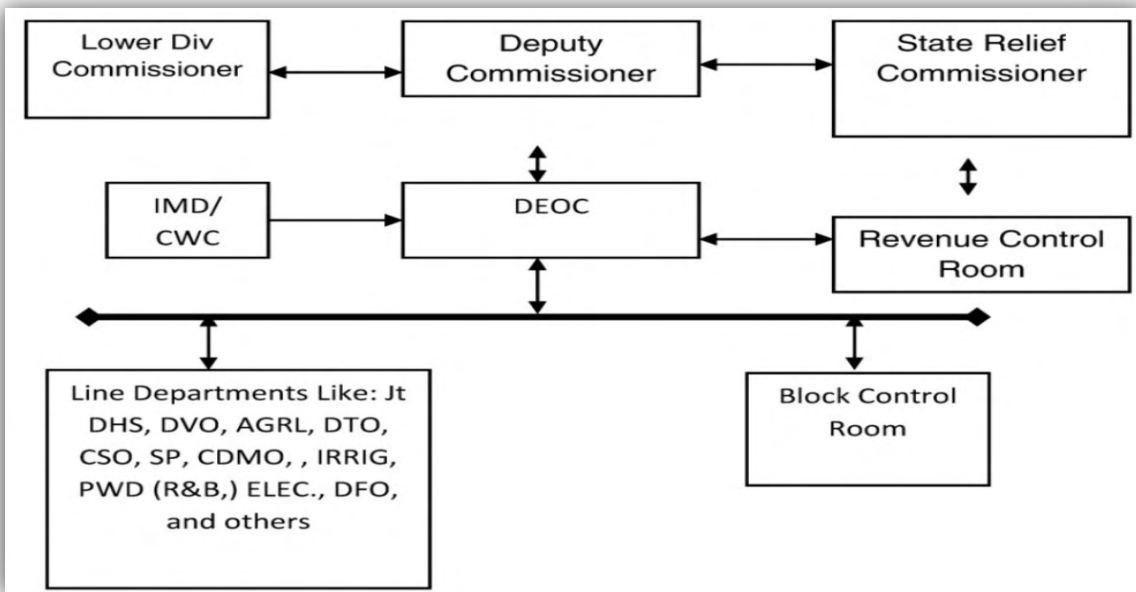 Lower Div
Commissioner
Deputy
Commissioner
State Relief
Commissioner
IMD/
CWC
DEOC
Revenue Control
Room
Line Departments Like: Jt
DHS, DVO, AGRL, DTO,
CSO, SP, CDMO, , IRRIG,
PWD (R&B,) ELEC., DFO,
and others
Block Control
Room